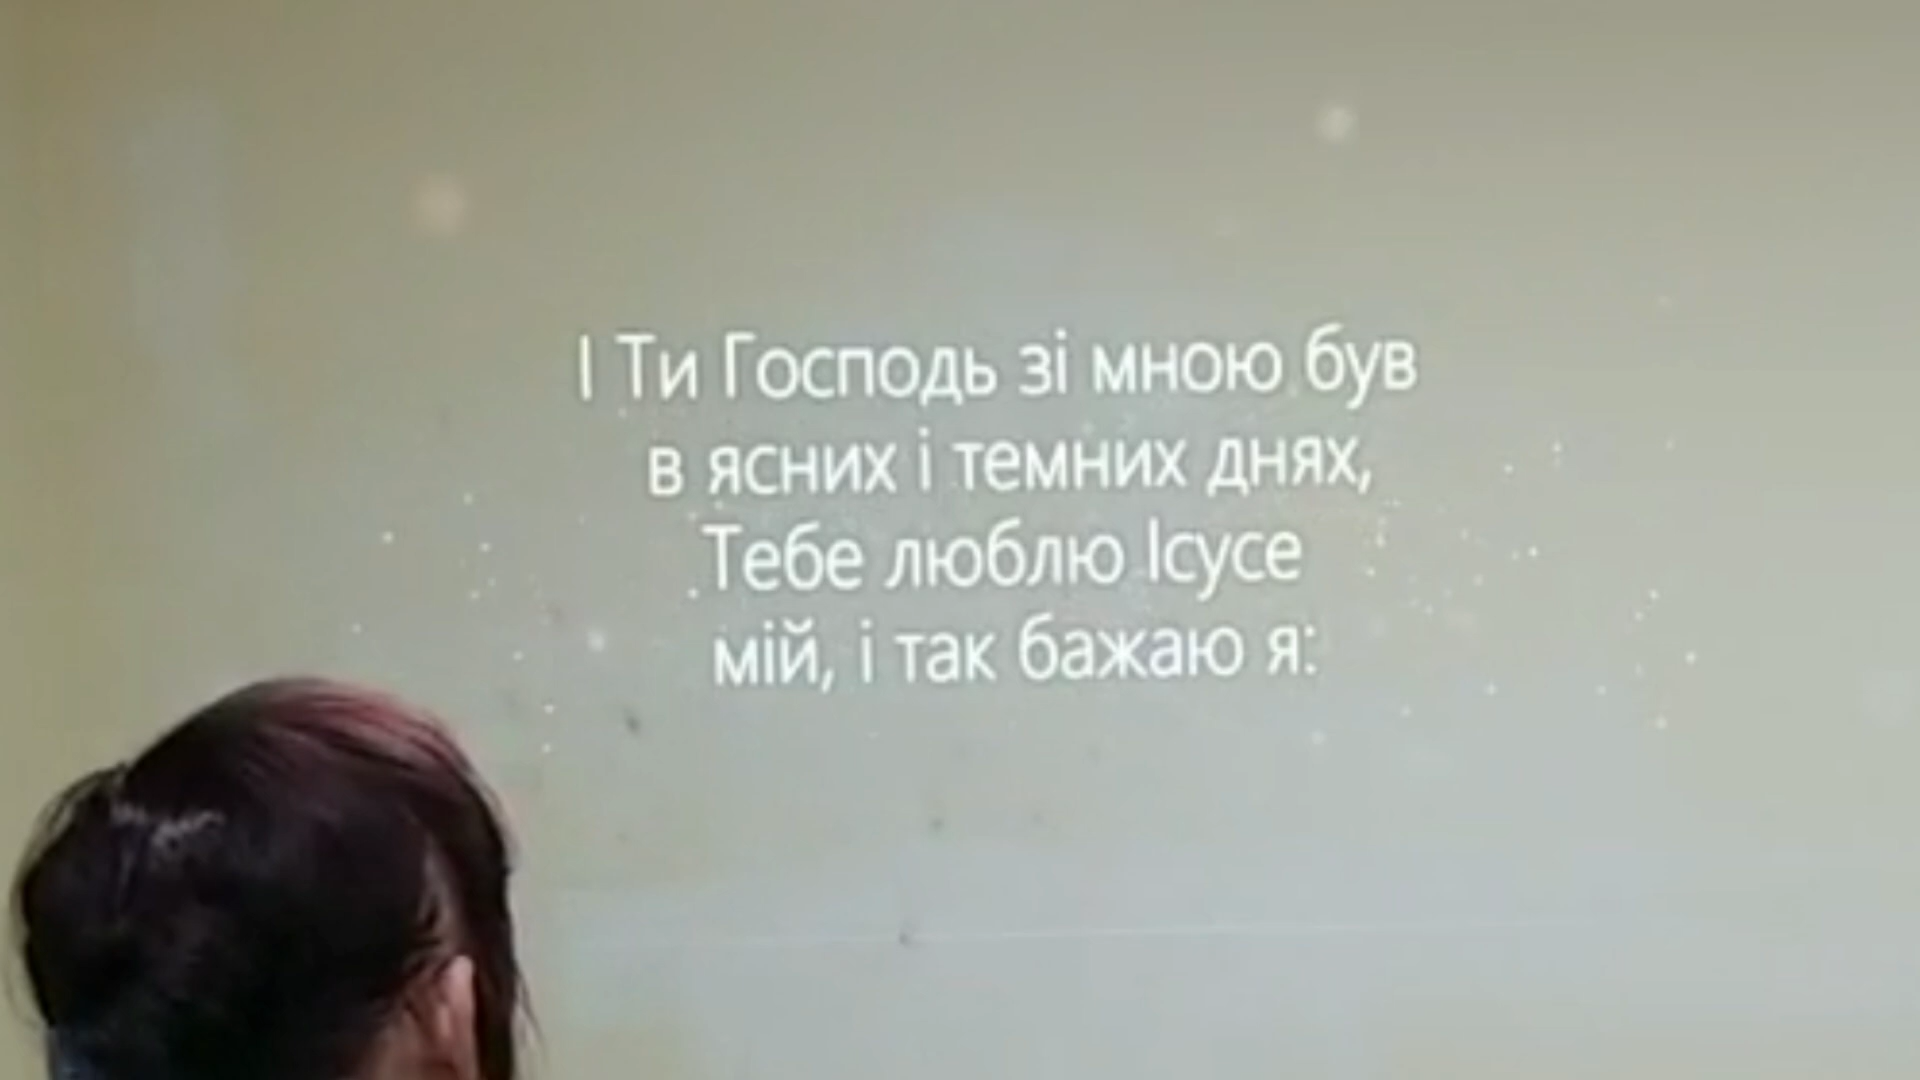 І Ти Господь зі мною був
в ясних і темних днях,
Тебе люблю Ісусе
мій, і так бажаю я: